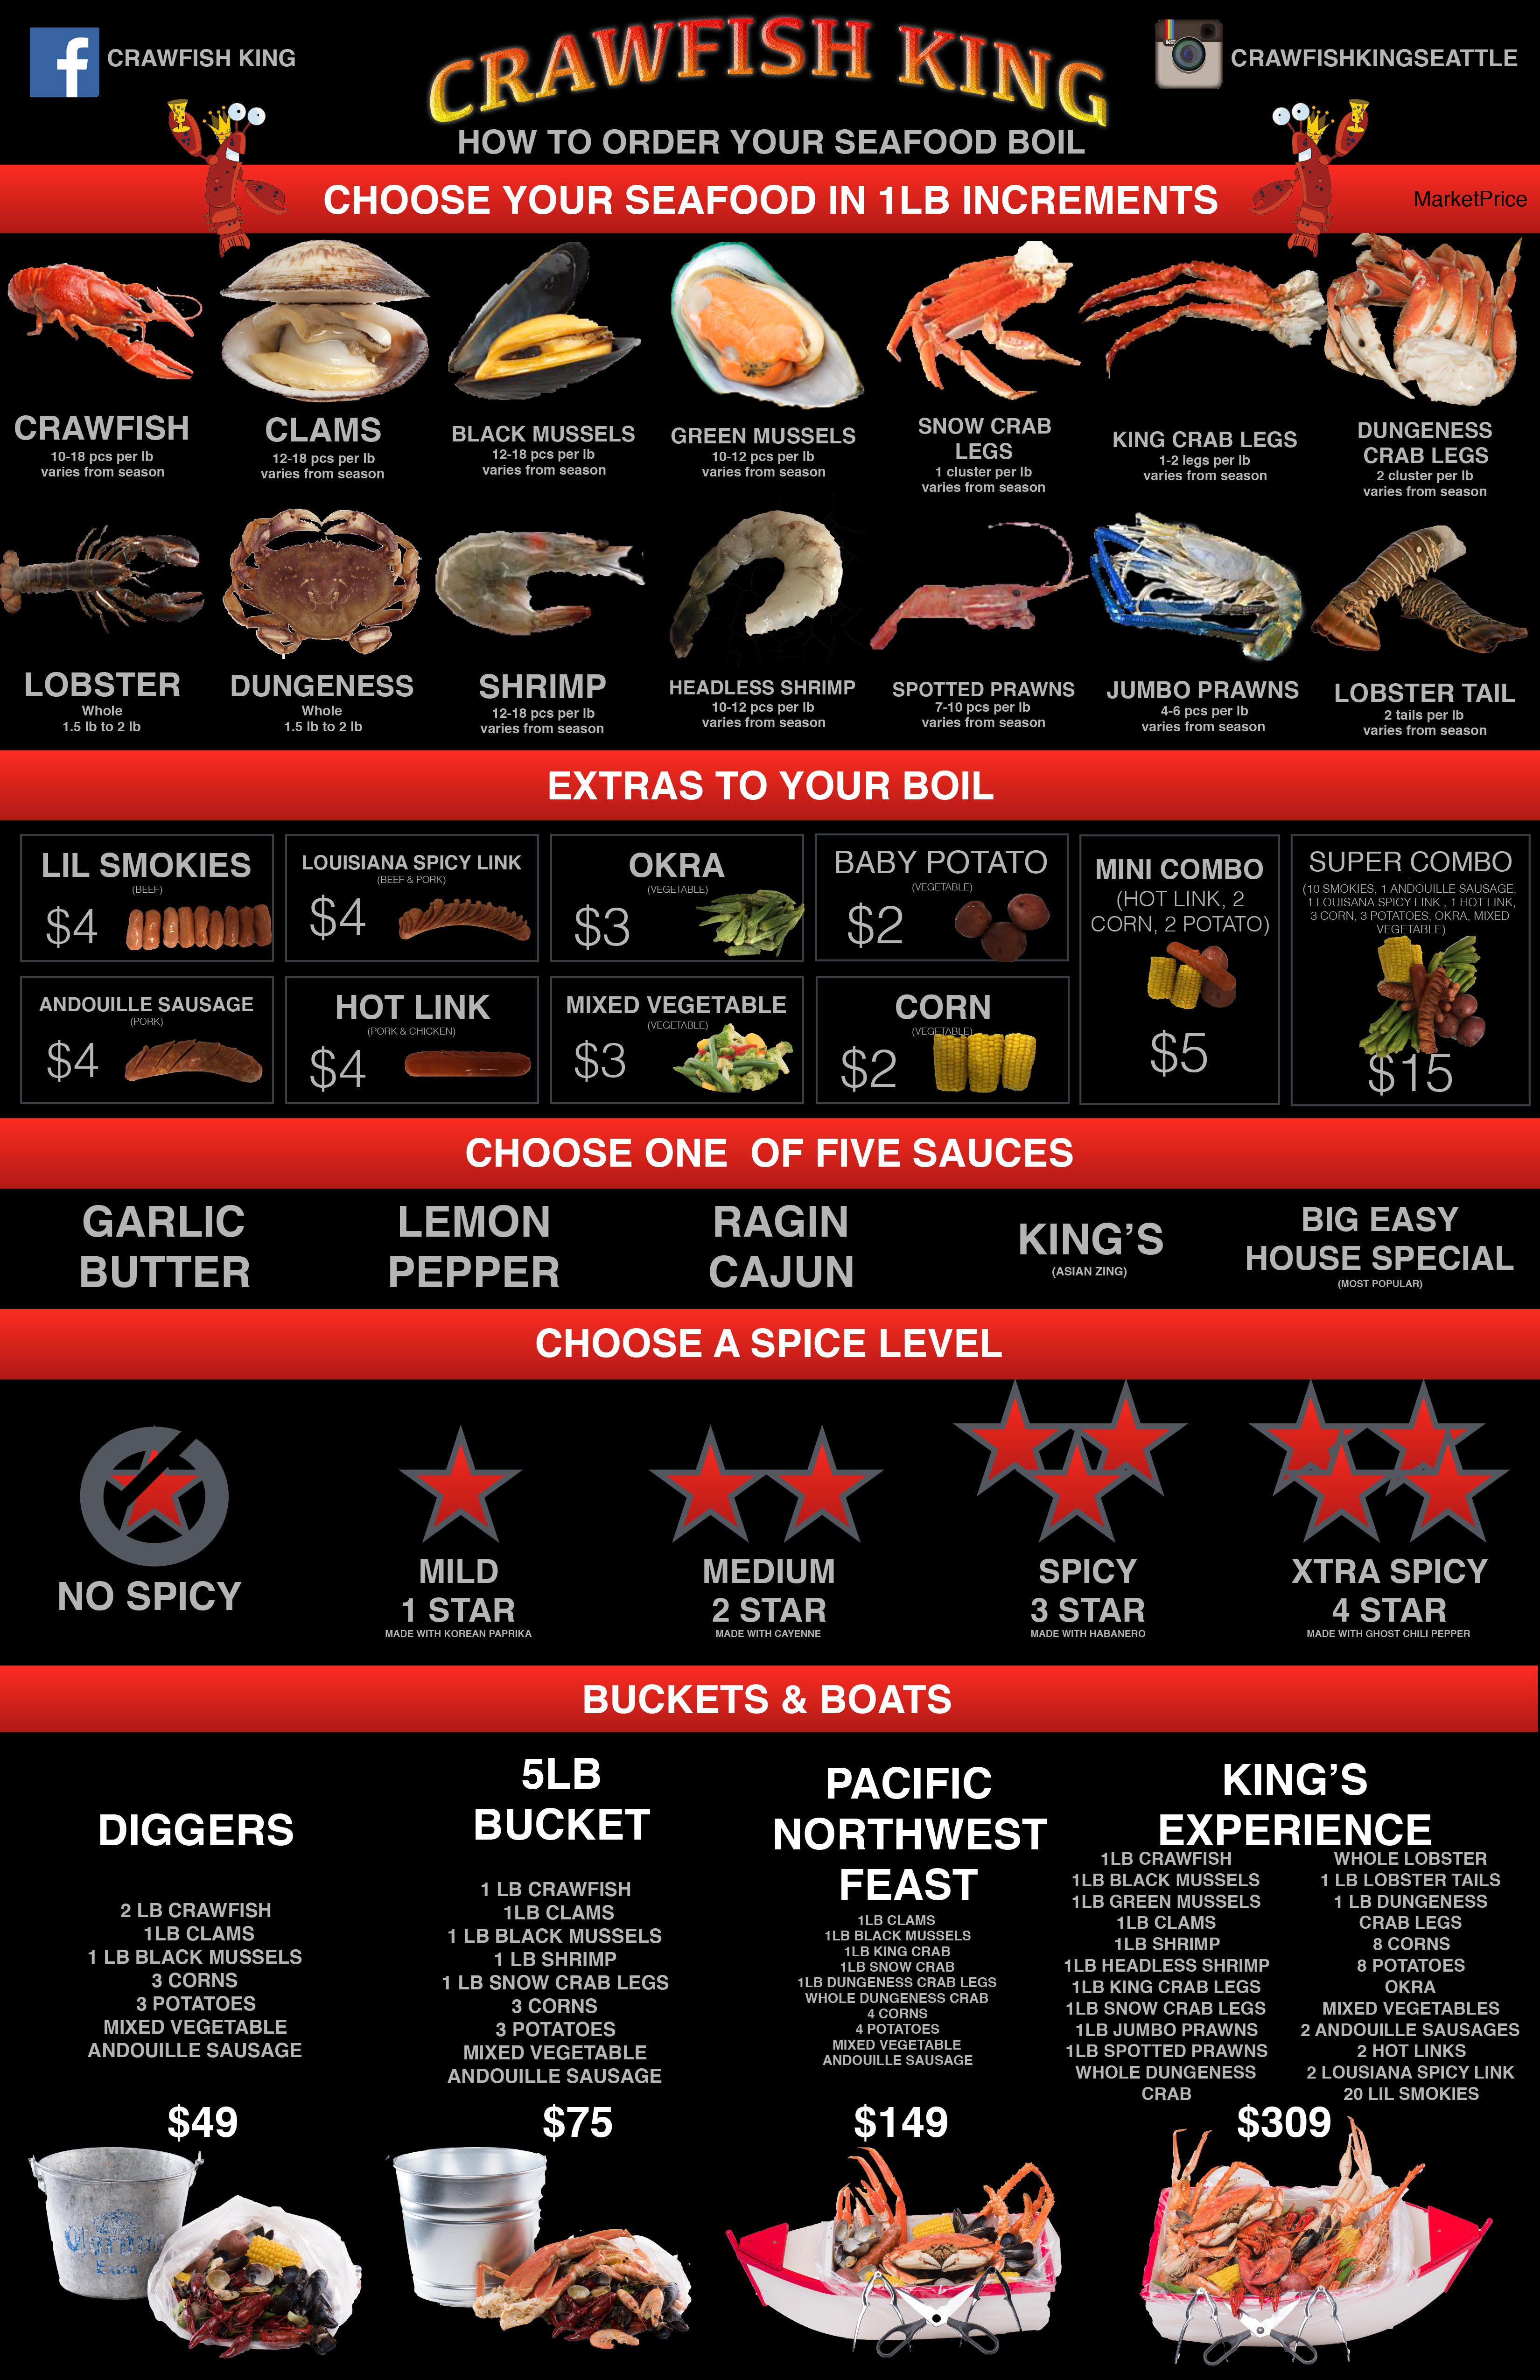 CRAWFISH KING
CRAWFISH KING
CRAWFISHKINGSEATTLE
HOW TO ORDER YOUR SEAFOOD BOIL
CHOOSE YOUR SEAFOOD IN 1LB INCREMENTS
MarketPrice
CRAWFISH
10-18 pcs per lb
varies from season
CLAMS
12-18 pcs per lb
varies from season
BLACK MUSSELS
12-18 pcs per lb
varies from season
GREEN MUSSELS
10-12 pcs per lb
varies from season
SNOW CRAB
LEGS
1 cluster per lb
varies from season
KING CRAB LEGS
1-2 legs per lb
varies from season
DUNGENESS
CRAB LEGS
2 cluster per lb
varies from season
LOBSTER
Whole
1.5 lb to 2 lb
DUNGENESS
Whole
1.5 lb to 2 lb
SHRIMP
12-18 pcs per lb
varies from season
HEADLESS SHRIMP
10-12 pcs per lb
varies from season
SPOTTED PRAWNS
7-10 pcs per lb
varies from season
JUMBO PRAWNS
4-6 pcs per lb
varies from season
LOBSTER TAIL
2 tails per lb
varies from season
EXTRAS TO YOUR BOIL
LIL SMOKIES
(BEEF)
$4
LOUISIANA SPICY LINK
(BEEF & PORK)
$4
OKRA
(VEGETABLE)
$3
BABY POTATO
(VEGETABLE)
$2
MINI COMBO
(HOT LINK, 2
CORN, 2 POTATO)
$5
SUPER COMBO
(10 SMOKIES, 1 ANDOUILLE SAUSAGE,
1 LOUISANA SPICY LINK , 1 HOT LINK,
3 CORN, 3 POTATOES, OKRA, MIXED
VEGETABLE)
$15
ANDOUILLE SAUSAGE
(PORK)
$4
HOT LINK
(PORK & CHICKEN)
$4
MIXED VEGETABLE
(VEGETABLE)
$3
CORN
(VEGETABLE)
$2
CHOOSE ONE OF FIVE SAUCES
GARLIC
BUTTER
LEMON
PEPPER
RAGIN
CAJUN
KING'S
(ASIAN ZING)
BIG EASY
HOUSE SPECIAL
(MOST POPULAR)
CHOOSE A SPICE LEVEL
NO SPICY
MILD
1 STAR
MADE WITH KOREAN PAPRIKA
MEDIUM
2 STAR
MADE WITH CAYENNE
SPICY
3 STAR
MADE WITH HABANERO
XTRA SPICY
4 STAR
MADE WITH GHOST CHILI PEPPER
BUCKETS & BOATS
DIGGERS
2 LB CRAWFISH
1LB CLAMS
1 LB BLACK MUSSELS
3 CORNS
3 POTATOES
MIXED VEGETABLE
ANDOUILLE SAUSAGE
$49
5LB
BUCKET
1 LB CRAWFISH
1LB CLAMS
1 LB BLACK MUSSELS
1 LB SHRIMP
1 LB SNOW CRAB LEGS
3 CORNS
3 POTATOES
MIXED VEGETABLE
ANDOUILLE SAUSAGE
$75
PACIFIC
NORTHWEST
FEAST
1LB CLAMS
1LB BLACK MUSSELS
1LB KING CRAB
1LB SNOW CRAB
1LB DUNGENESS CRAB LEGS
WHOLE DUNGENESS CRAB
4 CORNS
4 POTATOES
MIXED VEGETABLE
ANDOUILLE SAUSAGE
$149
KING'S
EXPERIENCE
1LB CRAWFISH
1LB BLACK MUSSELS
1LB GREEN MUSSELS
1LB CLAMS
1LB SHRIMP
1LB HEADLESS SHRIMP
1LB KING CRAB LEGS
1LB SNOW CRAB LEGS
1LB JUMBO PRAWNS
1LB SPOTTED PRAWNS
WHOLE DUNGENESS
CRAB
WHOLE LOBSTER
1 LB LOBSTER TAILS
1 LB DUNGENESS
CRAB LEGS
8 CORNS
8 POTATOES
OKRA
MIXED VEGETABLES
2 ANDOUILLE SAUSAGES
2 HOT LINKS
2 LOUSIANA SPICY LINK
20 LIL SMOKIES
$309
Corona
Extra